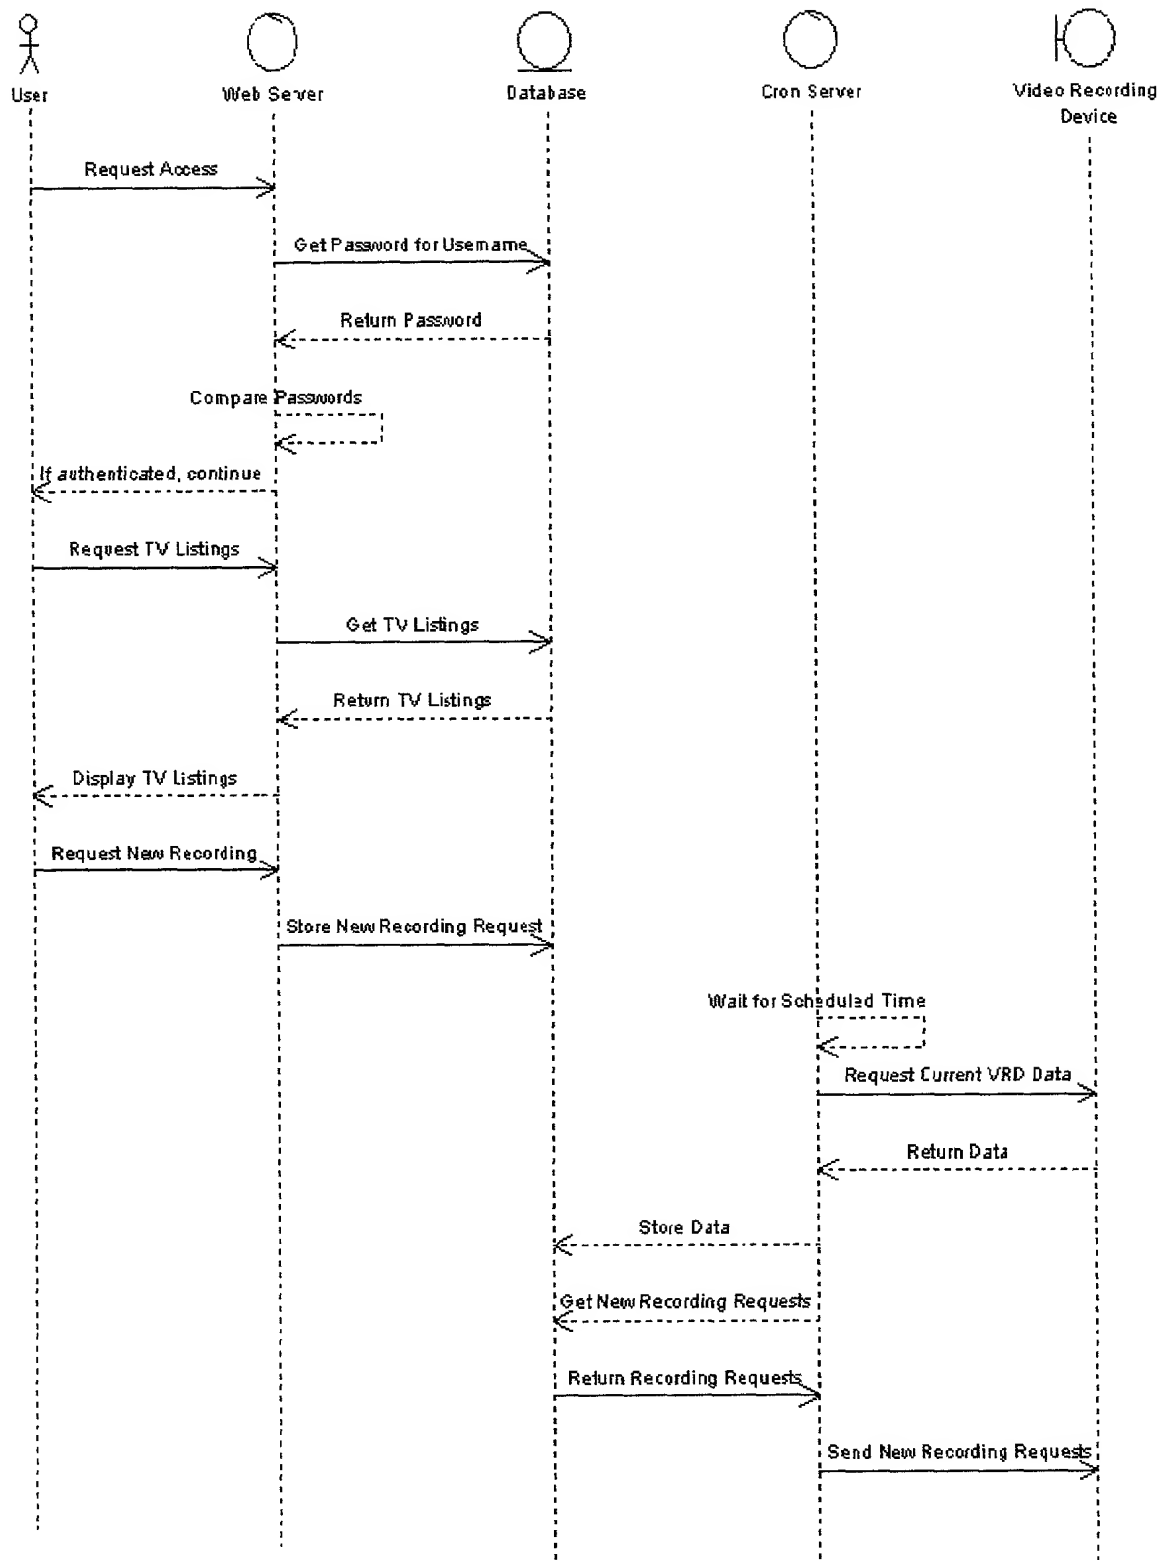 User
Web Server
Database
Cron Server
Video Recording
Device
Request Access
Get Password for Username
Return Password
Compare Passwords
If authenticated, continue
Request TV Listings
Get TV Listings
Return TV Listings
Display TV Listings
Request New Recording
Store New Recording Request
Wait for Scheduled Time
Request Current VRD Data
Return Data
Store Data
Get New Recording Requests
Return Recording Requests
Send New Recording Requests